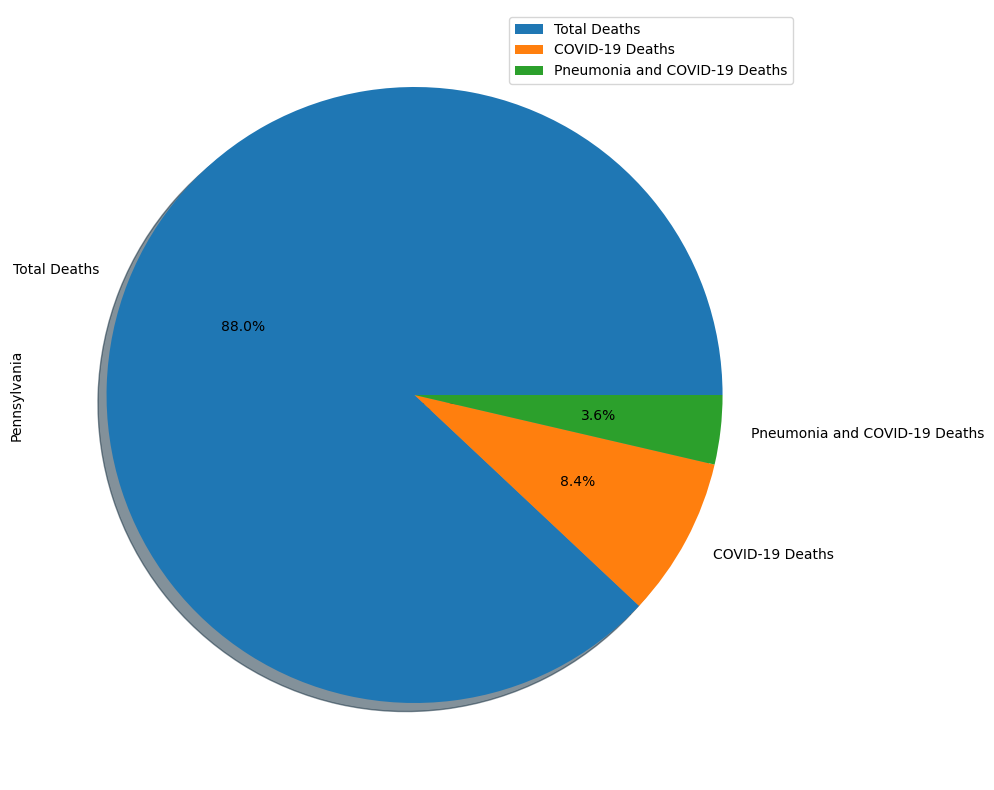 Total Deaths
COVID-19 Deaths
Pneumonia and COVID-19 Deaths
Total Deaths
88.0%
Pennsylvania
3.6%
Pneumonia and COVID-19 Deaths
8.4%
COVID-19 Deaths